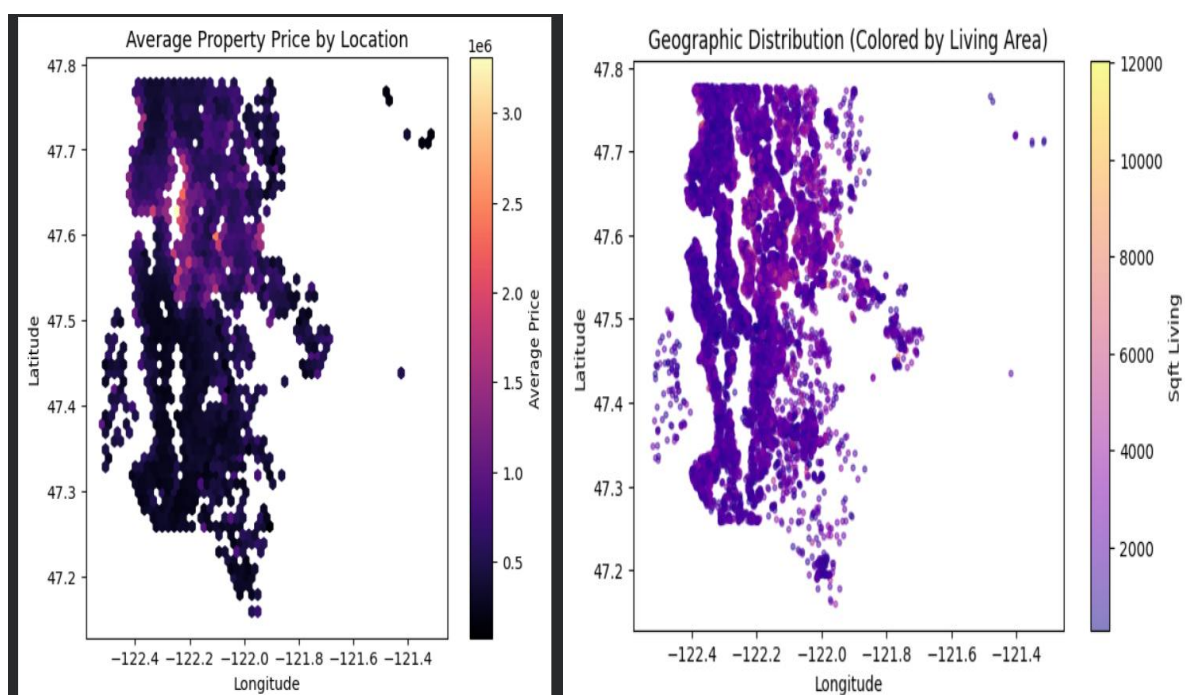 Average Property Price by Location
1e6
47.8
47.7
47.6
47.5
47.4
47.3
47.2
Latitude
−122.4 −122.2 −122.0 −121.8 −121.6 −121.4
Longitude
3.0
2.5
2.0
1.5
1.0
0.5
Average Price
Geographic Distribution (Colored by Living Area)
47.8
47.7
47.6
47.5
47.4
47.3
47.2
Latitude
−122.4 −122.2 −122.0 −121.8 −121.6 −121.4
Longitude
12000
10000
8000
6000
4000
2000
Sqft Living